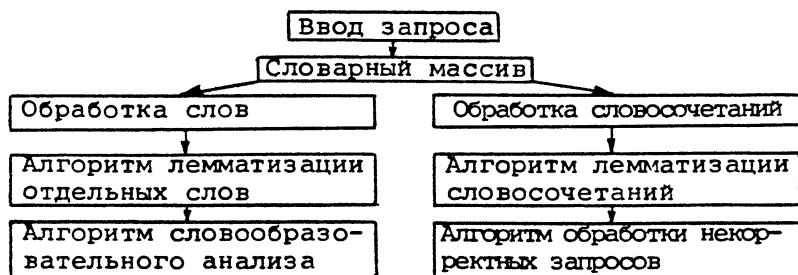 Ввод запроса
Словарный массив
Обработка слов
Обработка словосочетаний
Алгоритм лемматизации
отдельных слов
Алгоритм лемматизации
словосочетаний
Алгоритм словообразо-
вательного анализа
Алгоритм обработки некор-
ректных запросов